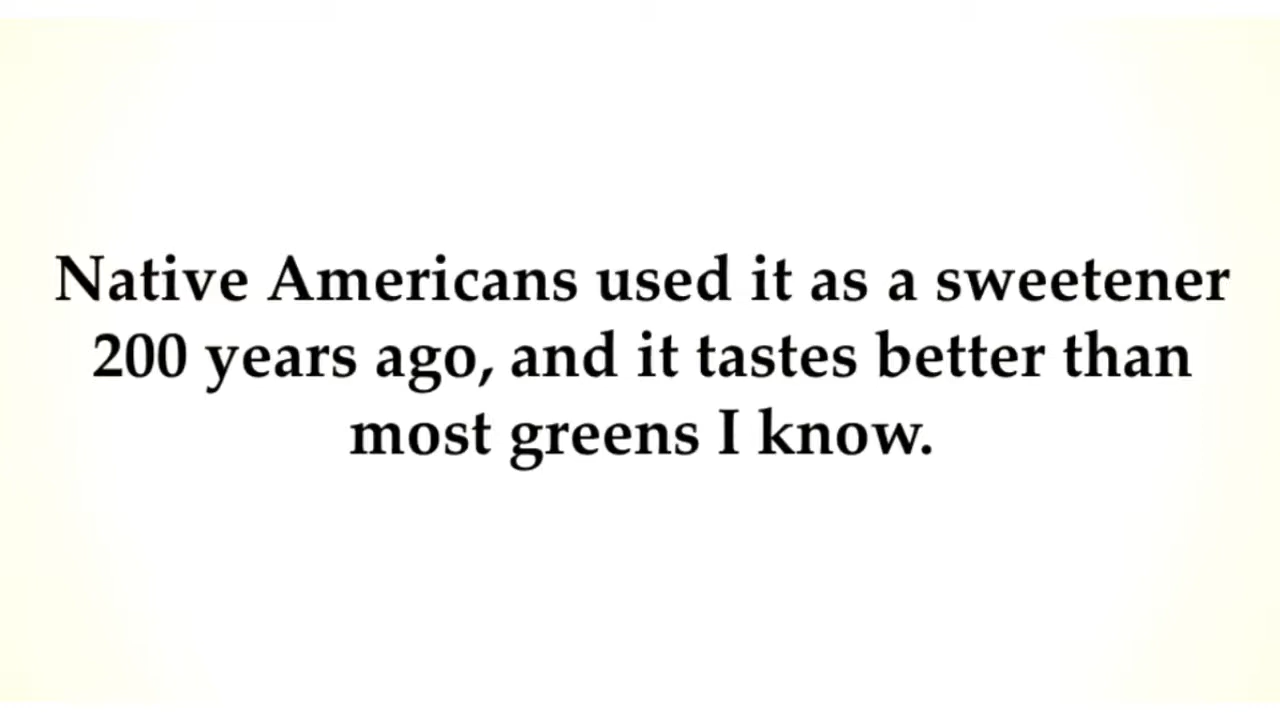 Native Americans used it as a sweetener
200 years ago, and it tastes better than
most greens I know.